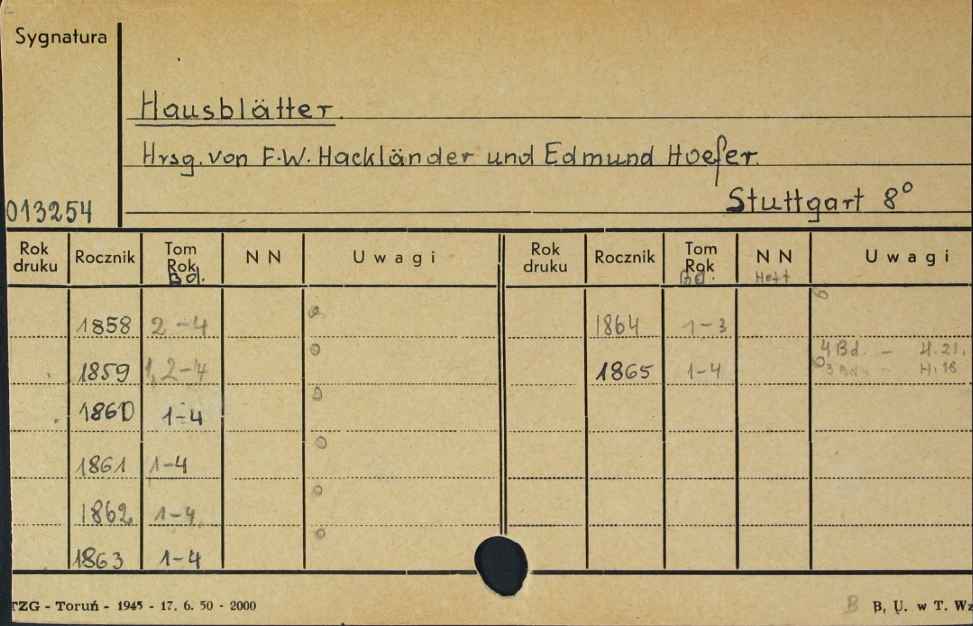 Sygnatura
Hausblätter.
Hrsg. von F.W. Hackländer und Edmund Hoefer.
Stuttgart 8°
013254
Rok druku Rocznik Tom Rok Bd. N N Uwagi Rok druku Rocznik Tom Rok Bd. N N Heft Uwagi
1858 2-4 1864 1-3
1859 1, 2-4 1865 1-4 4 Bd. - H. 21.
3 Bd. - H. 18
1860 1-4
1861 1-4
1862 1-4
1863 1-4
TZG - Toruń - 1945 - 17. 6. 50 - 2000 B B. U. w T. Wz